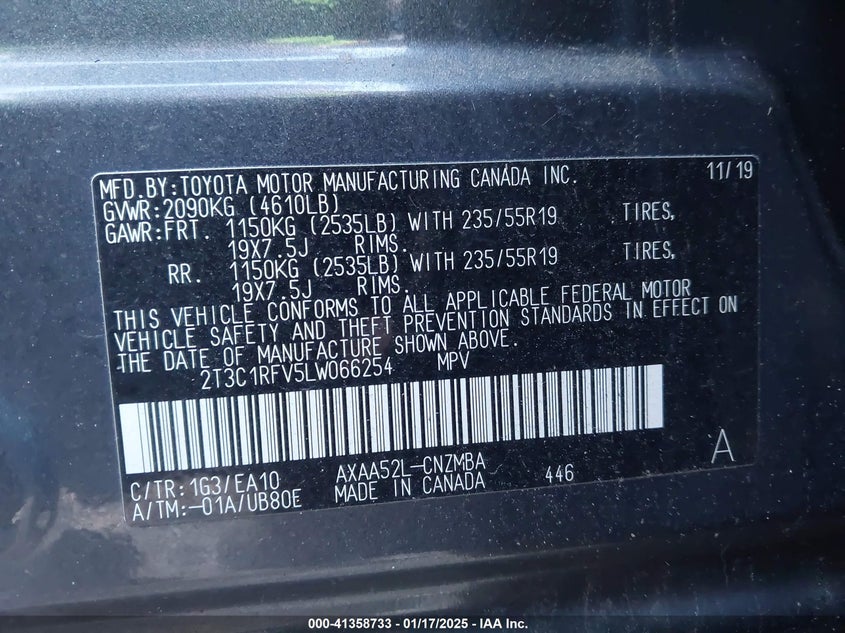 MFD.BY:TOYOTA MOTOR MANUFACTURING CANADA INC. 11/19
GVWR:2090KG (4610LB)
GAWR:FRT. 1150KG (2535LB) WITH 235/55R19 TIRES,
19X7.5J RIMS.
RR. 1150KG (2535LB) WITH 235/55R19 TIRES,
19X7.5J RIMS.
THIS VEHICLE CONFORMS TO ALL APPLICABLE FEDERAL MOTOR
VEHICLE SAFETY AND THEFT PREVENTION STANDARDS IN EFFECT ON
THE DATE OF MANUFACTURE SHOWN ABOVE.
2T3C1RFV5LW066254 MPV
C/TR:1G3/EA10 AXAA52L-CNZMBA 446 A
A/TM:-01A/UB80E MADE IN CANADA
000-41358733 - 01/17/2025 - IAA Inc.